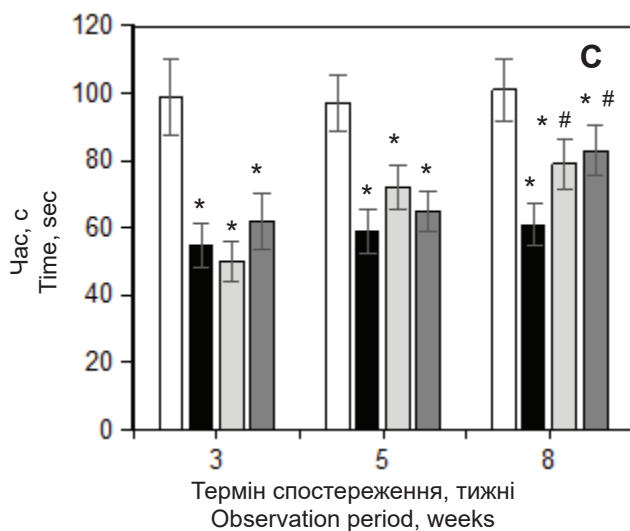 120
100
80
60
40
20
0
C
* * * *
* * * *
* * # * #
3 5 8
Час, с
Time, sec
Термін спостереження, тижні
Observation period, weeks